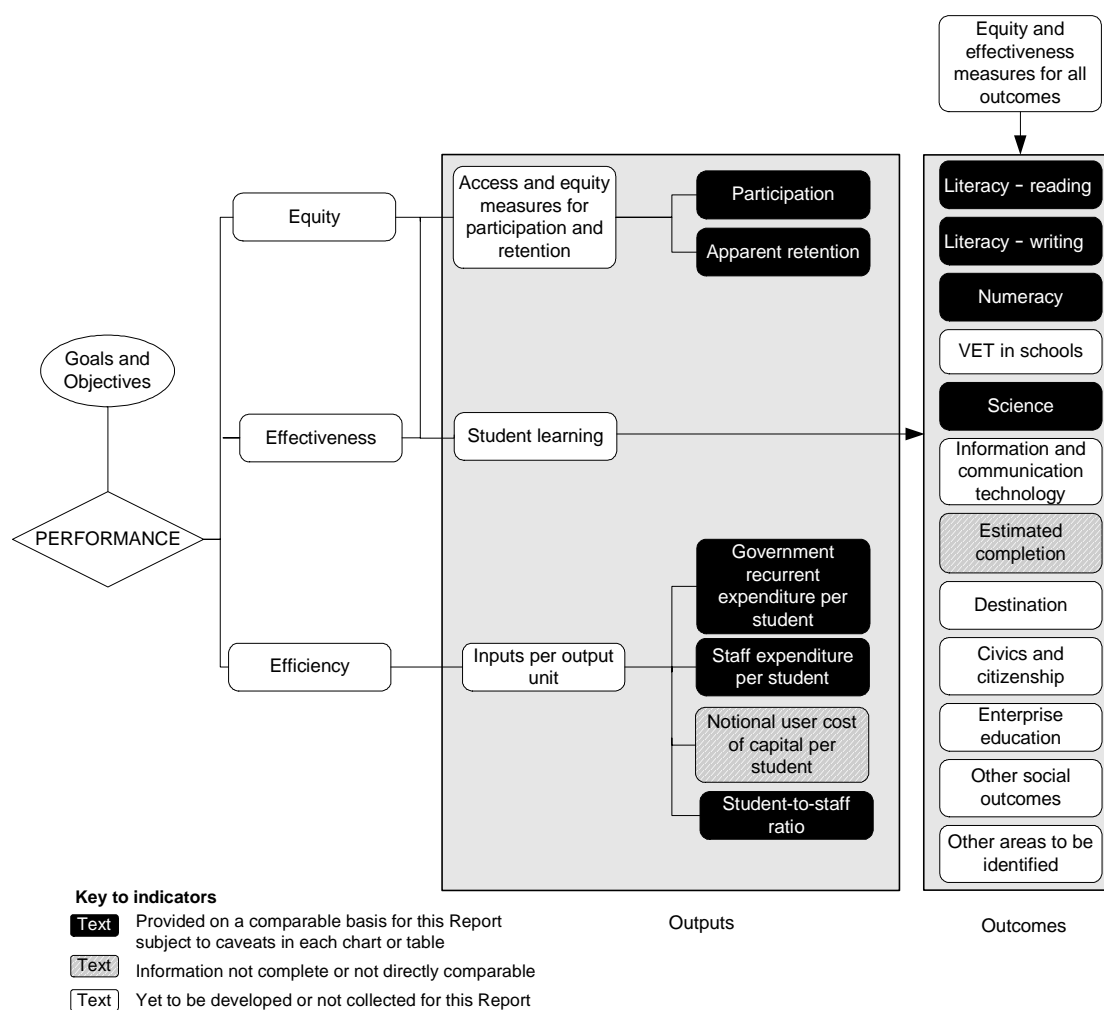 Equity and
effectiveness
measures for all
outcomes
Equity
Access and equity
measures for
participation and
retention
Participation
Apparent retention
Literacy - reading
Literacy - writing
Numeracy
VET in schools
Science
Information and
communication
technology
Estimated
completion
Destination
Civics and
citizenship
Enterprise
education
Other social
outcomes
Other areas to be
identified
Goals and
Objectives
PERFORMANCE
Effectiveness
Student learning
Efficiency
Inputs per output
unit
Government
recurrent
expenditure per
student
Staff expenditure
per student
Notional user cost
of capital per
student
Student-to-staff
ratio
Outputs
Outcomes
Key to indicators
Text Provided on a comparable basis for this Report
subject to caveats in each chart or table
Text Information not complete or not directly comparable
Text Yet to be developed or not collected for this Report